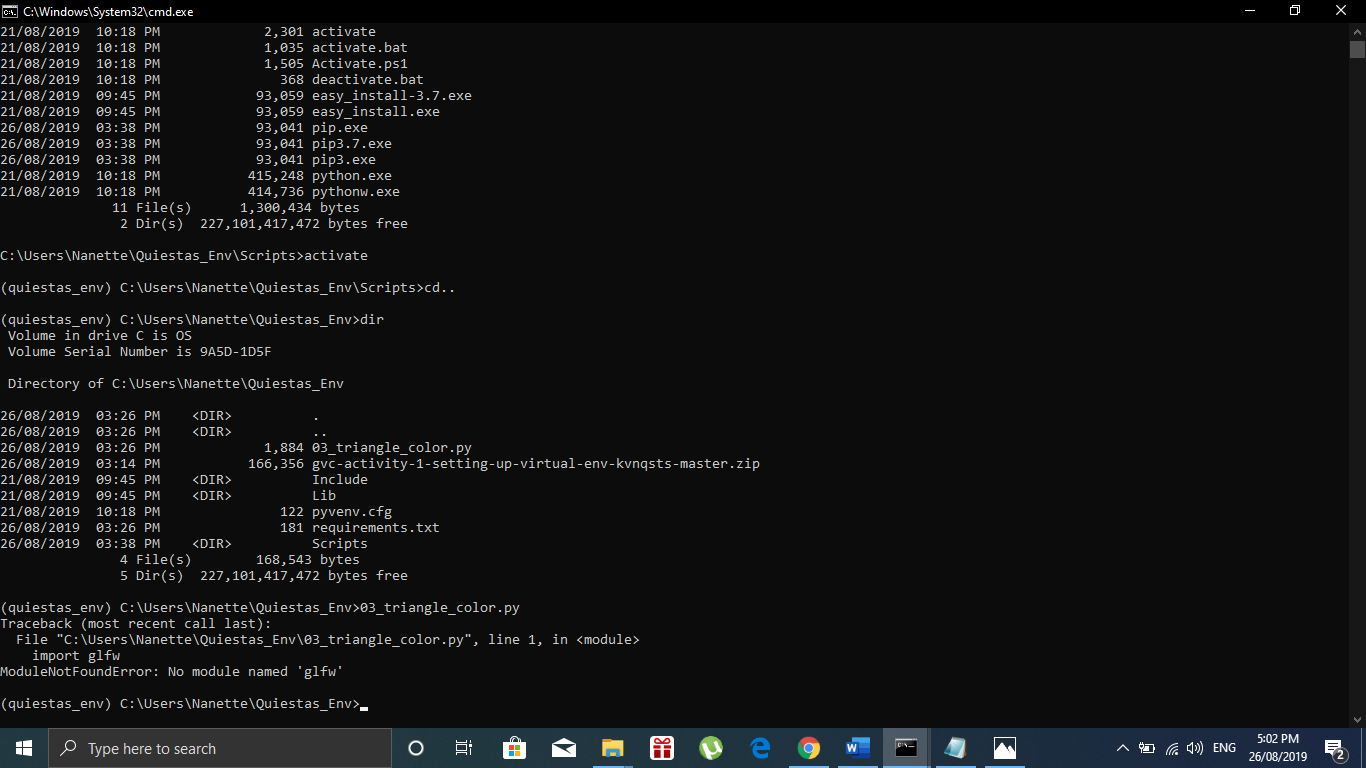 C:\Windows\System32\cmd.exe
21/08/2019  10:18 PM             2,301 activate
21/08/2019  10:18 PM             1,035 activate.bat
21/08/2019  10:18 PM             1,505 Activate.ps1
21/08/2019  10:18 PM               368 deactivate.bat
21/08/2019  09:45 PM            93,059 easy_install-3.7.exe
21/08/2019  09:45 PM            93,059 easy_install.exe
26/08/2019  03:38 PM            93,041 pip.exe
26/08/2019  03:38 PM            93,041 pip3.7.exe
26/08/2019  03:38 PM            93,041 pip3.exe
21/08/2019  10:18 PM           415,248 python.exe
21/08/2019  10:18 PM           414,736 pythonw.exe
              11 File(s)      1,300,434 bytes
               2 Dir(s)  227,101,417,472 bytes free
C:\Users\Nanette\Quiestas_Env\Scripts>activate
(quiestas_env) C:\Users\Nanette\Quiestas_Env\Scripts>cd..
(quiestas_env) C:\Users\Nanette\Quiestas_Env>dir
 Volume in drive C is OS
 Volume Serial Number is 9A5D-1D5F
 Directory of C:\Users\Nanette\Quiestas_Env
26/08/2019  03:26 PM    <DIR>          .
26/08/2019  03:26 PM    <DIR>          ..
26/08/2019  03:26 PM             1,884 03_triangle_color.py
26/08/2019  03:14 PM           166,356 gvc-activity-1-setting-up-virtual-env-kvnqsts-master.zip
21/08/2019  09:45 PM    <DIR>          Include
21/08/2019  09:45 PM    <DIR>          Lib
21/08/2019  10:18 PM               122 pyvenv.cfg
26/08/2019  03:26 PM               181 requirements.txt
26/08/2019  03:38 PM    <DIR>          Scripts
               4 File(s)        168,543 bytes
               5 Dir(s)  227,101,417,472 bytes free
(quiestas_env) C:\Users\Nanette\Quiestas_Env>03_triangle_color.py
Traceback (most recent call last):
  File "C:\Users\Nanette\Quiestas_Env\03_triangle_color.py", line 1, in <module>
    import glfw
ModuleNotFoundError: No module named 'glfw'
(quiestas_env) C:\Users\Nanette\Quiestas_Env>
Type here to search
ENG
5:02 PM
26/08/2019
2